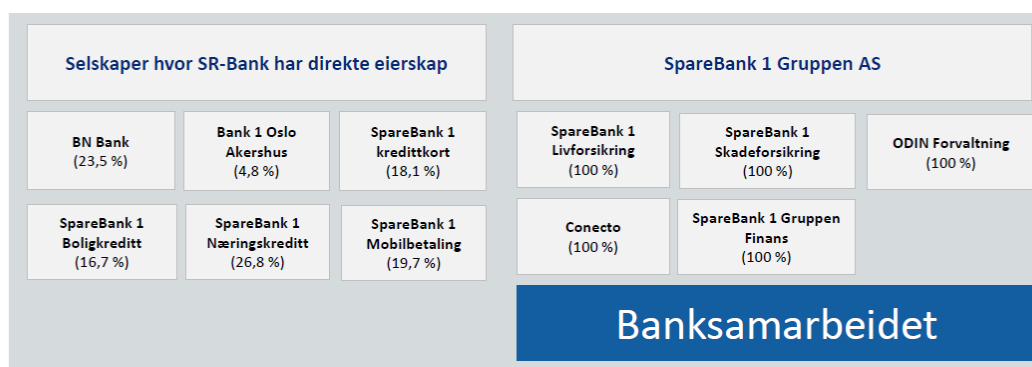 Selskaper hvor SR-Bank har direkte eierskap
BN Bank
(23,5 %)
Bank 1 Oslo
Akershus
(4,8 %)
SpareBank 1
kredittkort
(18,1 %)
SpareBank 1
Boligkreditt
(16,7 %)
SpareBank 1
Næringskreditt
(26,8 %)
SpareBank 1
Mobilbetaling
(19,7 %)
SpareBank 1 Gruppen AS
SpareBank 1
Livforsikring
(100 %)
SpareBank 1
Skadeforsikring
(100 %)
ODIN Forvaltning
(100 %)
Conecto
(100 %)
SpareBank 1 Gruppen
Finans
(100 %)
Banksamarbeidet